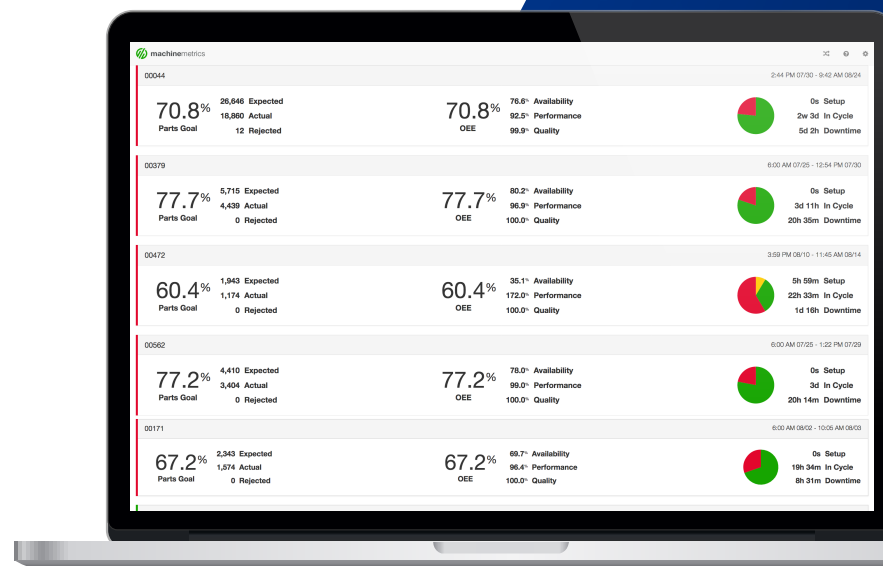 machinemetrics
00044 2:44 PM 07/30 - 9:42 AM 08/24
70.8% Parts Goal
26,646 Expected
18,860 Actual
12 Rejected
70.8% OEE
76.6% Availability
92.5% Performance
99.9% Quality
0s Setup
2w 3d In Cycle
5d 2h Downtime
00379 6:00 AM 07/25 - 12:54 PM 07/30
77.7% Parts Goal
5,715 Expected
4,439 Actual
0 Rejected
77.7% OEE
80.2% Availability
96.9% Performance
100.0% Quality
0s Setup
3d 11h In Cycle
20h 35m Downtime
00472 3:59 PM 08/10 - 11:45 AM 08/14
60.4% Parts Goal
1,943 Expected
1,174 Actual
0 Rejected
60.4% OEE
35.1% Availability
172.0% Performance
100.0% Quality
5h 59m Setup
22h 33m In Cycle
1d 16h Downtime
00562 6:00 AM 07/25 - 1:22 PM 07/29
77.2% Parts Goal
4,410 Expected
3,404 Actual
0 Rejected
77.2% OEE
78.0% Availability
99.0% Performance
100.0% Quality
0s Setup
3d In Cycle
20h 14m Downtime
00171 6:00 AM 08/02 - 10:05 AM 08/03
67.2% Parts Goal
2,343 Expected
1,574 Actual
0 Rejected
67.2% OEE
69.7% Availability
96.4% Performance
100.0% Quality
0s Setup
19h 34m In Cycle
8h 31m Downtime